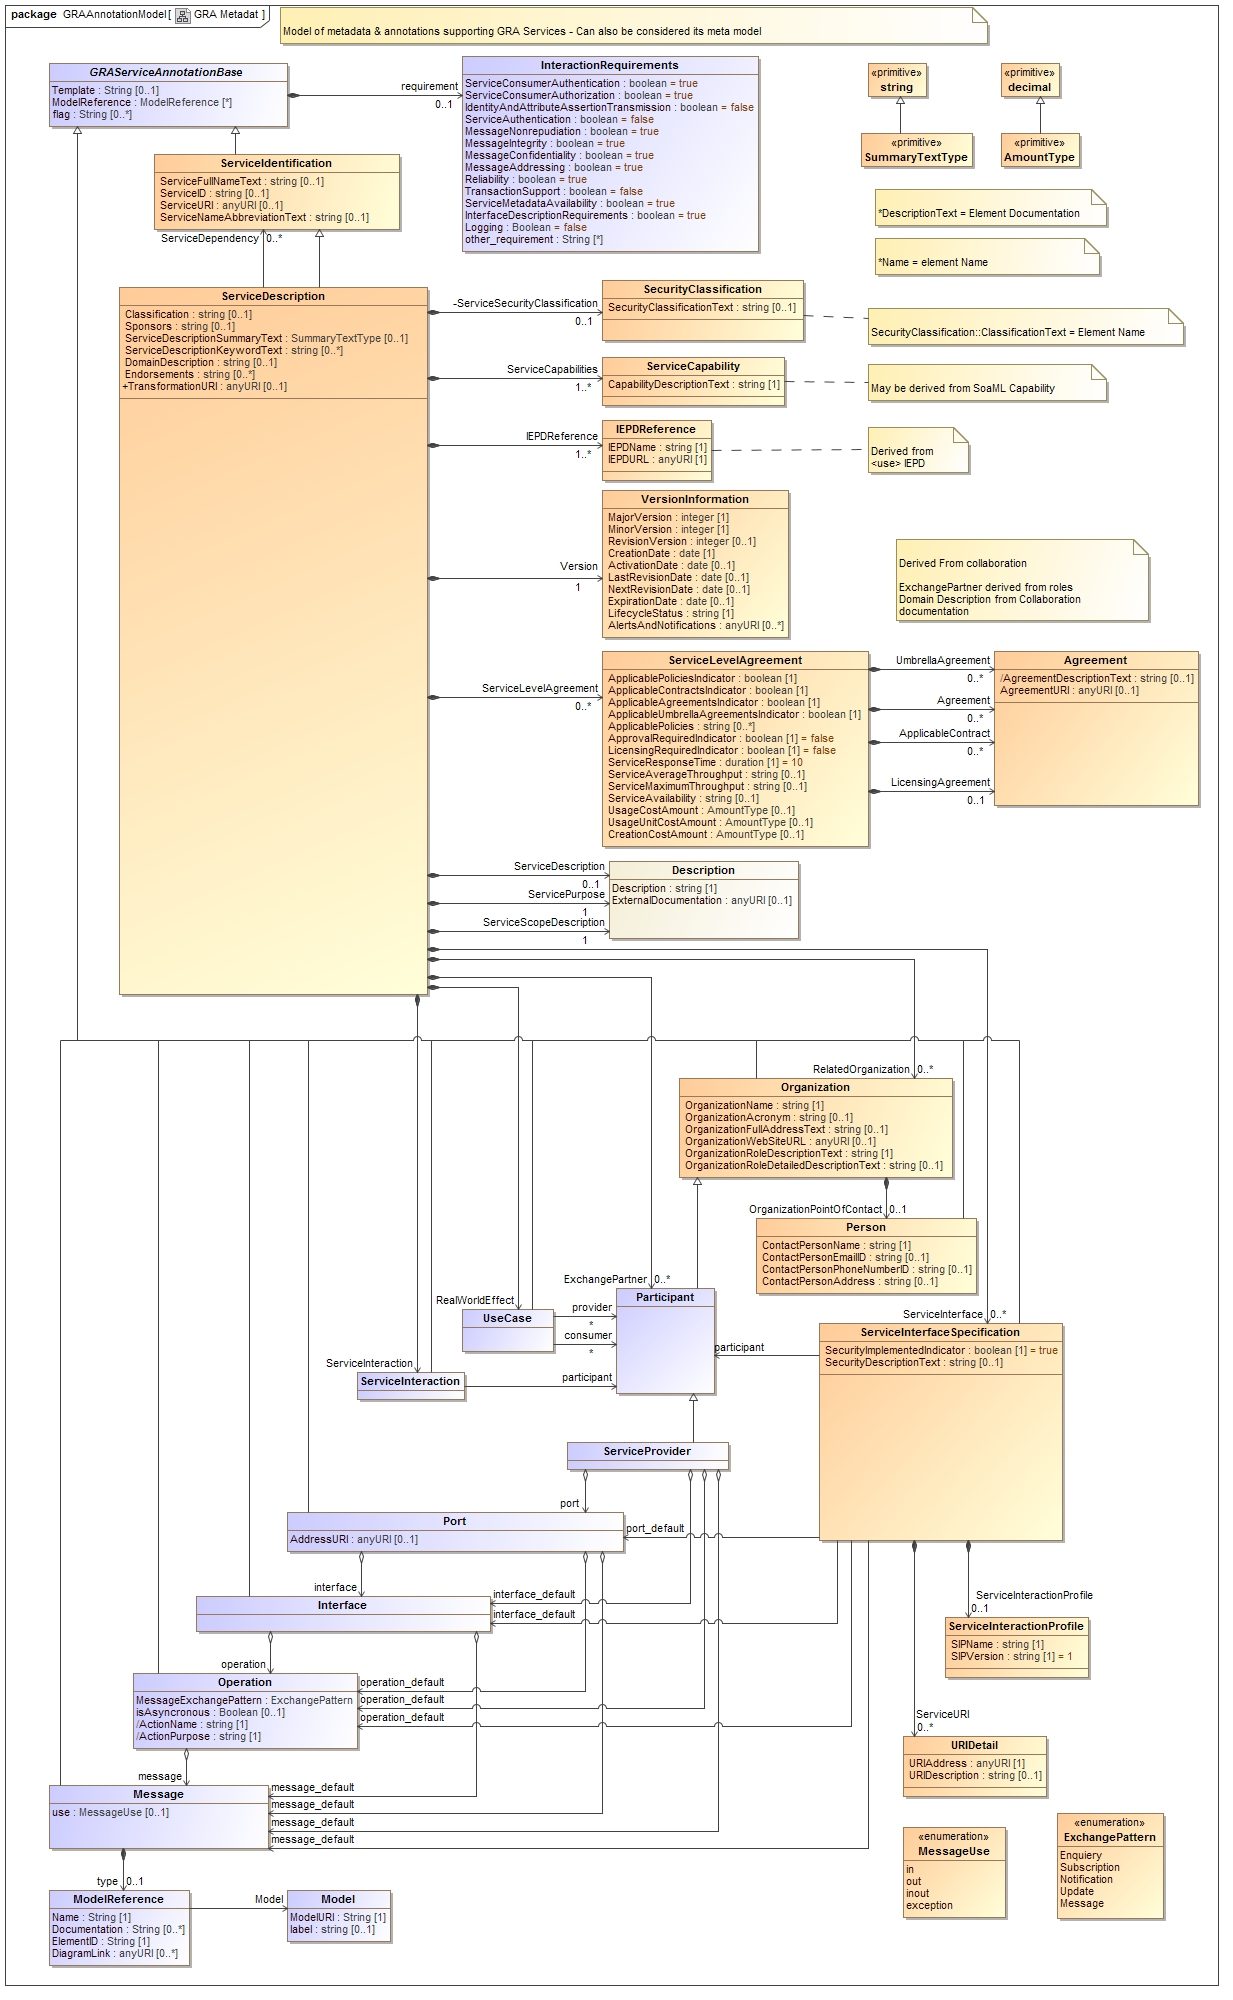 package GRAAnnotationModel[ GRA Metadat ]
Model of metadata & annotations supporting GRA Services - Can also be considered its meta model
GRAServiceAnnotationBase
Template : String [0..1]
ModelReference : ModelReference [*]
flag : String [0..*]
requirement
0..1
InteractionRequirements
ServiceConsumerAuthentication : boolean = true
ServiceConsumerAuthorization : boolean = true
IdentityAndAttributeAssertionTransmission : boolean = false
ServiceAuthentication : boolean = false
MessageNonrepudiation : boolean = true
MessageIntegrity : boolean = true
MessageConfidentiality : boolean = true
MessageAddressing : boolean = true
Reliability : boolean = true
TransactionSupport : boolean = false
ServiceMetadataAvailability : boolean = true
InterfaceDescriptionRequirements : boolean = true
Logging : Boolean = false
other_requirement : String [*]
«primitive»
string
«primitive»
decimal
«primitive»
SummaryTextType
«primitive»
AmountType
*DescriptionText = Element Documentation
*Name = element Name
ServiceIdentification
ServiceFullNameText : string [0..1]
ServiceID : string [0..1]
ServiceURI : anyURI [0..1]
ServiceNameAbbreviationText : string [0..1]
ServiceDependency 0..*
ServiceDescription
Classification : string [0..1]
Sponsors : string [0..1]
ServiceDescriptionSummaryText : SummaryTextType [0..1]
ServiceDescriptionKeywordText : string [0..*]
DomainDescription : string [0..1]
Endorsements : string [0..*]
+TransformationURI : anyURI [0..1]
-ServiceSecurityClassification
0..1
SecurityClassification
SecurityClassificationText : string [0..1]
SecurityClassification::ClassificationText = Element Name
ServiceCapabilities
1..*
ServiceCapability
CapabilityDescriptionText : string [1]
May be derived from SoaML Capability
IEPDReference
1..*
IEPDReference
IEPDName : string [1]
IEPDURL : anyURI [1]
Derived from
<use> IEPD
Version
1
VersionInformation
MajorVersion : integer [1]
MinorVersion : integer [1]
RevisionVersion : integer [0..1]
CreationDate : date [1]
ActivationDate : date [0..1]
LastRevisionDate : date [0..1]
NextRevisionDate : date [0..1]
ExpirationDate : date [0..1]
LifecycleStatus : string [1]
AlertsAndNotifications : anyURI [0..*]
Derived From collaboration
ExchangePartner derived from roles
Domain Description from Collaboration
documentation
ServiceLevelAgreement
0..*
ServiceLevelAgreement
ApplicablePoliciesIndicator : boolean [1]
ApplicableContractsIndicator : boolean [1]
ApplicableAgreementsIndicator : boolean [1]
ApplicableUmbrellaAgreementsIndicator : boolean [1]
ApplicablePolicies : string [0..*]
ApprovalRequiredIndicator : boolean [1] = false
LicensingRequiredIndicator : boolean [1] = false
ServiceResponseTime : duration [1] = 10
ServiceAverageThroughput : string [0..1]
ServiceMaximumThroughput : string [0..1]
ServiceAvailability : string [0..1]
UsageCostAmount : AmountType [0..1]
UsageUnitCostAmount : AmountType [0..1]
CreationCostAmount : AmountType [0..1]
UmbrellaAgreement
0..*
Agreement
0..*
ApplicableContract
0..*
LicensingAgreement
0..1
Agreement
/AgreementDescriptionText : string [0..1]
AgreementURI : anyURI [0..1]
ServiceDescription
0..1
ServicePurpose
1
ServiceScopeDescription
1
Description
Description : string [1]
ExternalDocumentation : anyURI [0..1]
RelatedOrganization 0..*
Organization
OrganizationName : string [1]
OrganizationAcronym : string [0..1]
OrganizationFullAddressText : string [0..1]
OrganizationWebSiteURL : anyURI [0..1]
OrganizationRoleDescriptionText : string [1]
OrganizationRoleDetailedDescriptionText : string [0..1]
OrganizationPointOfContact 0..1
Person
ContactPersonName : string [1]
ContactPersonEmailID : string [0..1]
ContactPersonPhoneNumberID : string [0..1]
ContactPersonAddress : string [0..1]
ExchangePartner 0..*
Participant
RealWorldEffect
UseCase
provider
*
consumer
*
ServiceInteraction
ServiceInteraction
participant
participant
ServiceInterface 0..*
ServiceInterfaceSpecification
SecurityImplementedIndicator : boolean [1] = true
SecurityDescriptionText : string [0..1]
ServiceProvider
port
Port
AddressURI : anyURI [0..1]
port_default
interface
Interface
interface_default
interface_default
operation
Operation
MessageExchangePattern : ExchangePattern
isAsyncronous : Boolean [0..1]
/ActionName : string [1]
/ActionPurpose : string [1]
operation_default
operation_default
operation_default
message
Message
use : MessageUse [0..1]
message_default
message_default
message_default
message_default
type 0..1
ModelReference
Name : String [1]
Documentation : String [0..*]
ElementID : String [1]
DiagramLink : anyURI [0..*]
Model
Model
ModelURI : String [1]
label : string [0..1]
ServiceInteractionProfile
0..1
ServiceInteractionProfile
SIPName : string [1]
SIPVersion : string [1] = 1
ServiceURI
0..*
URIDetail
URIAddress : anyURI [1]
URIDescription : string [0..1]
«enumeration»
MessageUse
in
out
inout
exception
«enumeration»
ExchangePattern
Enquiery
Subscription
Notification
Update
Message